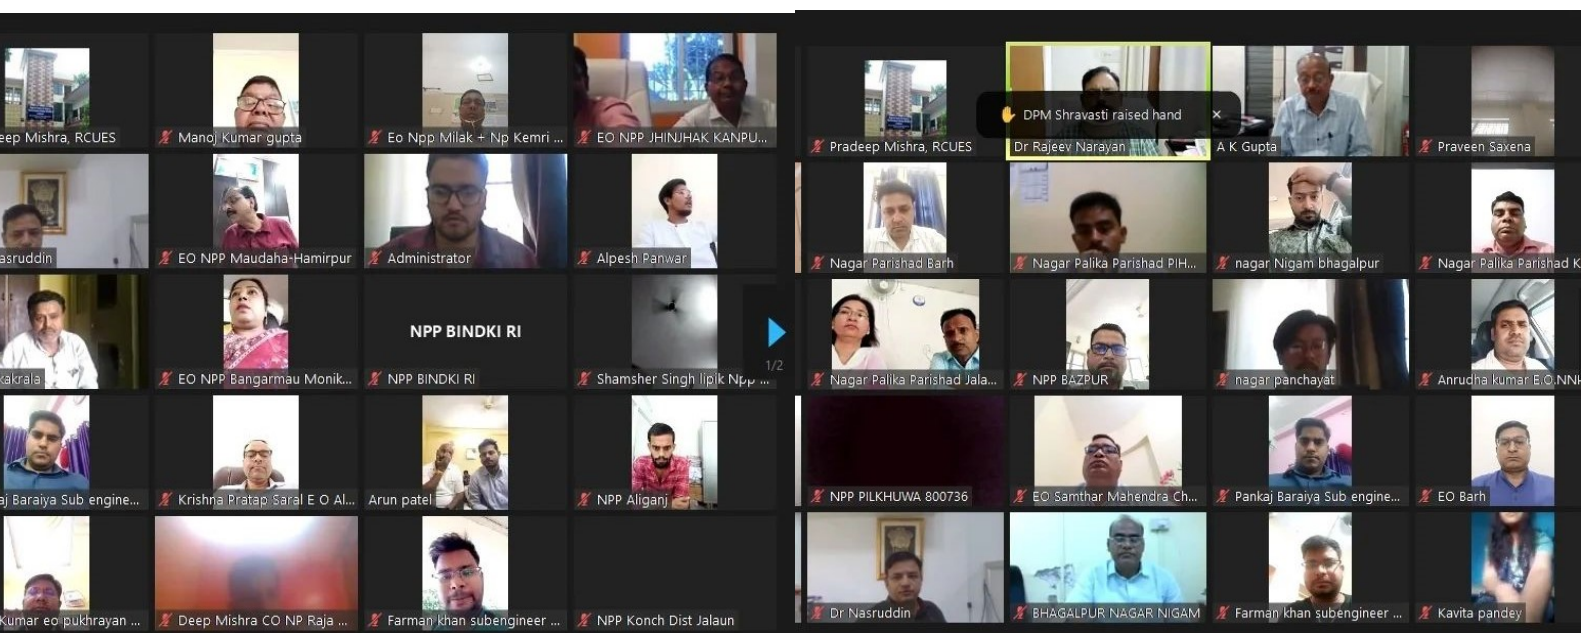 eep Mishra, RCUES
Manoj Kumar gupta
Eo Npp Milak + Np Kemri ...
EO NPP JHINJHAK KANPU...
asruddin
EO NPP Maudaha-Hamirpur
Administrator
Alpesh Panwar
kakrala
EO NPP Bangarmau Monik...
NPP BINDKI RI
NPP BINDKI RI
Shamsher Singh lipik Npp ...
1/2
aj Baraiya Sub engine...
Krishna Pratap Saral E O Al...
Arun patel
NPP Aliganj
Kumar eo pukhrayan ...
Deep Mishra CO NP Raja ...
Farman khan subengineer ...
NPP Konch Dist Jalaun
Pradeep Mishra, RCUES
DPM Shravasti raised hand
Dr Rajeev Narayan
A K Gupta
Praveen Saxena
Nagar Parishad Barh
Nagar Palika Parishad PIH...
nagar Nigam bhagalpur
Nagar Palika Parishad K
Nagar Palika Parishad Jala...
NPP BAZPUR
nagar panchayat
Anrudha kumar E.O.NNH
NPP PILKHUWA 800736
EO Samthar Mahendra Ch...
Pankaj Baraiya Sub engine...
EO Barh
Dr Nasruddin
BHAGALPUR NAGAR NIGAM
Farman khan subengineer ...
Kavita pandey